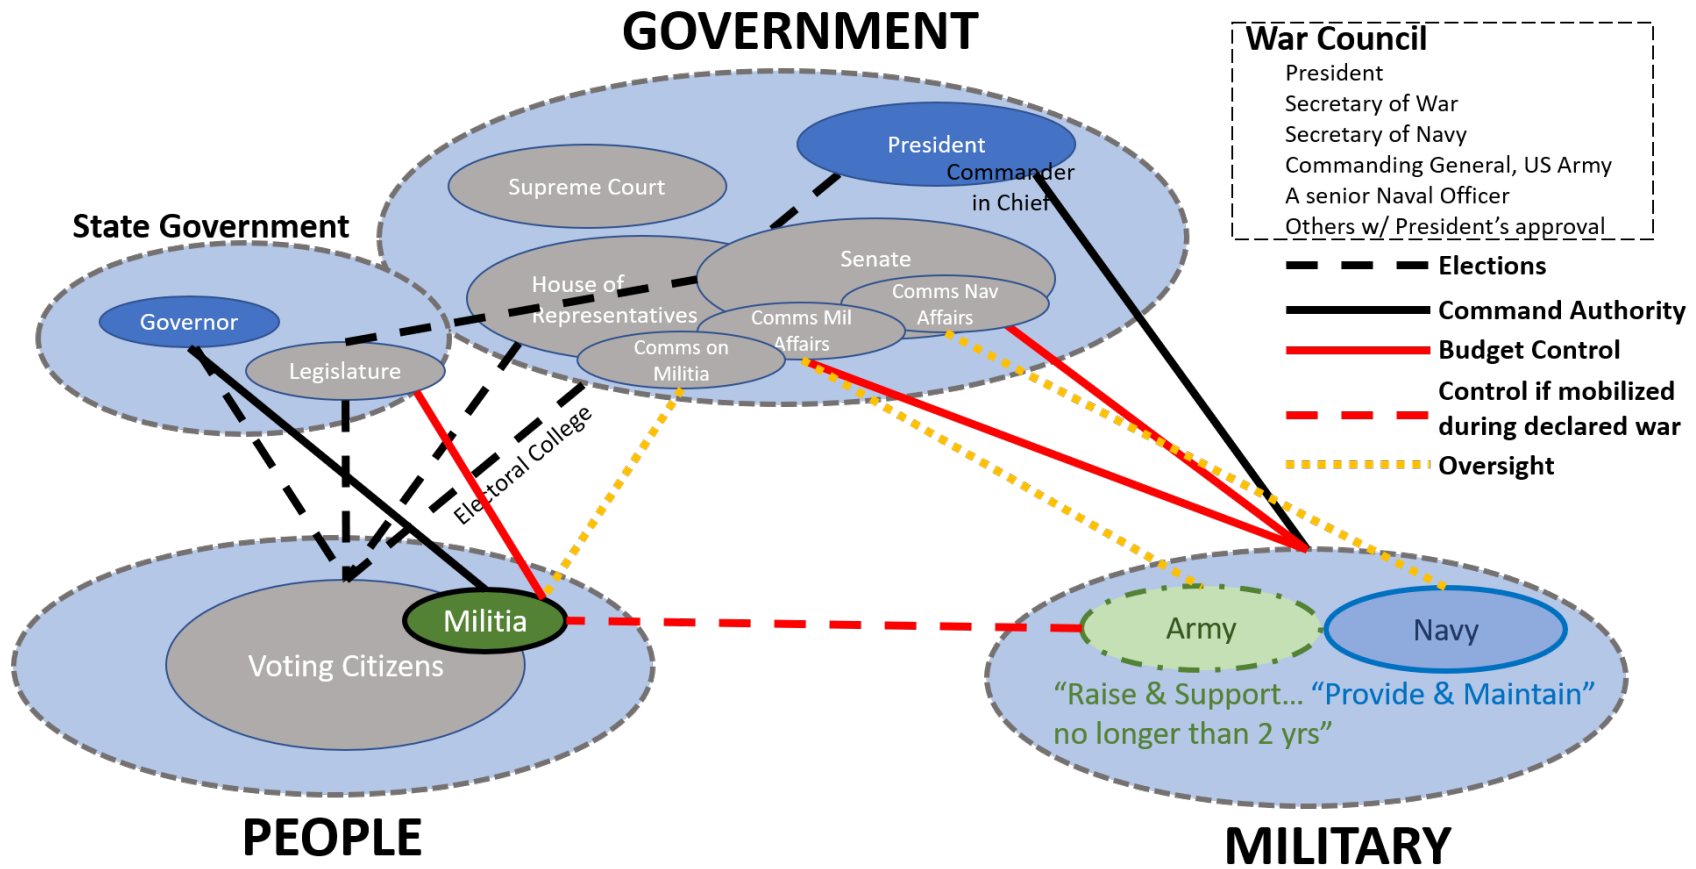 GOVERNMENT
War Council
President
Secretary of War
Secretary of Navy
Commanding General, US Army
A senior Naval Officer
Others w/ President’s approval
Elections
Command Authority
Budget Control
Control if mobilized
during declared war
Oversight
President
Commander
in Chief
Supreme Court
State Government
Senate
House of
Representatives
Comms Nav
Affairs
Comms Mil
Affairs
Comms on
Militia
Governor
Legislature
Electoral College
Militia
Voting Citizens
Army
Navy
“Raise & Support...
no longer than 2 yrs”
“Provide & Maintain”
PEOPLE
MILITARY